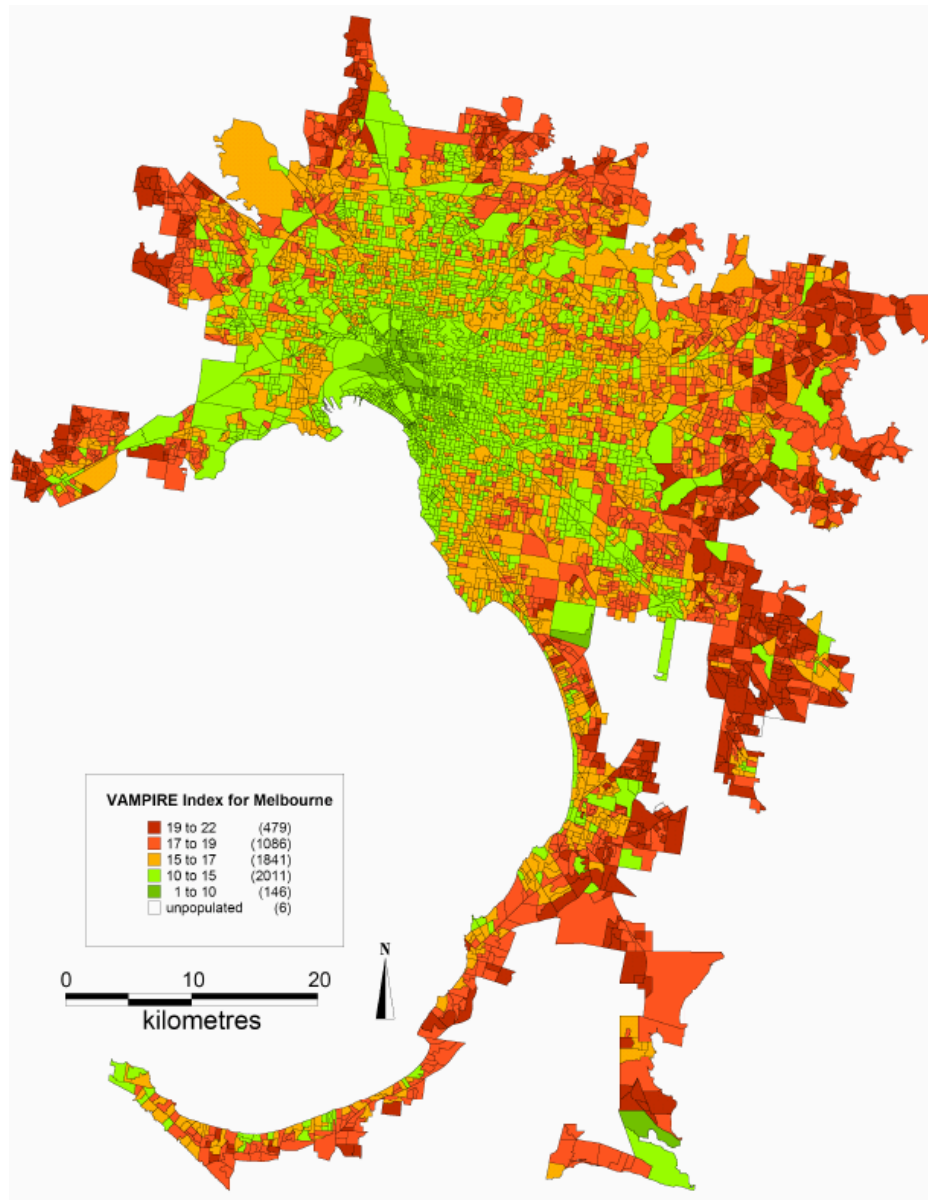 VAMPIRE Index for Melbourne
19 to 22 (479)
17 to 19 (1086)
15 to 17 (1841)
10 to 15 (2011)
1 to 10 (146)
unpopulated (6)
N
0 10 20
kilometres